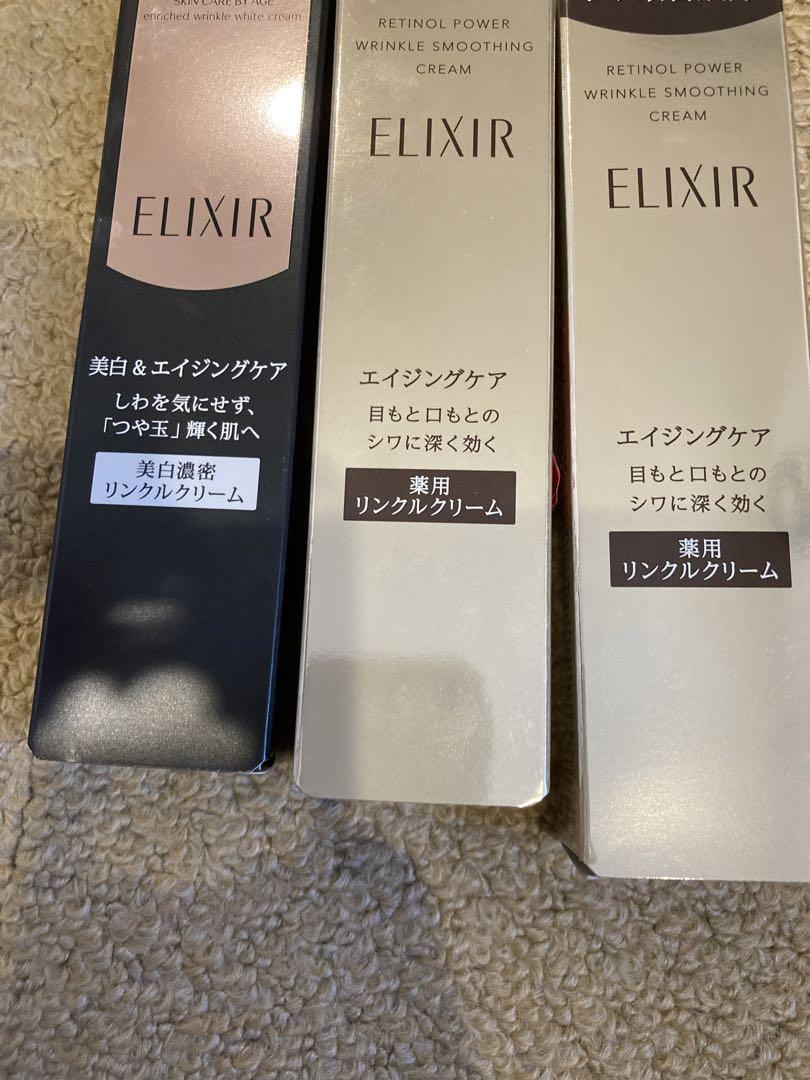 SKIN CARE BY AGE
enriched wrinkle white cream
ELIXIR
美白 & エイジングケア
しわを気にせず、
「つや玉」輝く肌へ
美白濃密
リンクルクリーム
RETINOL POWER
WRINKLE SMOOTHING
CREAM
ELIXIR
エイジングケア
目もと口もとの
シワに深く効く
薬用
リンクルクリーム
RETINOL POWER
WRINKLE SMOOTHING
CREAM
ELIXIR
エイジングケア
目もと口もとの
シワに深く効く
薬用
リンクルクリーム